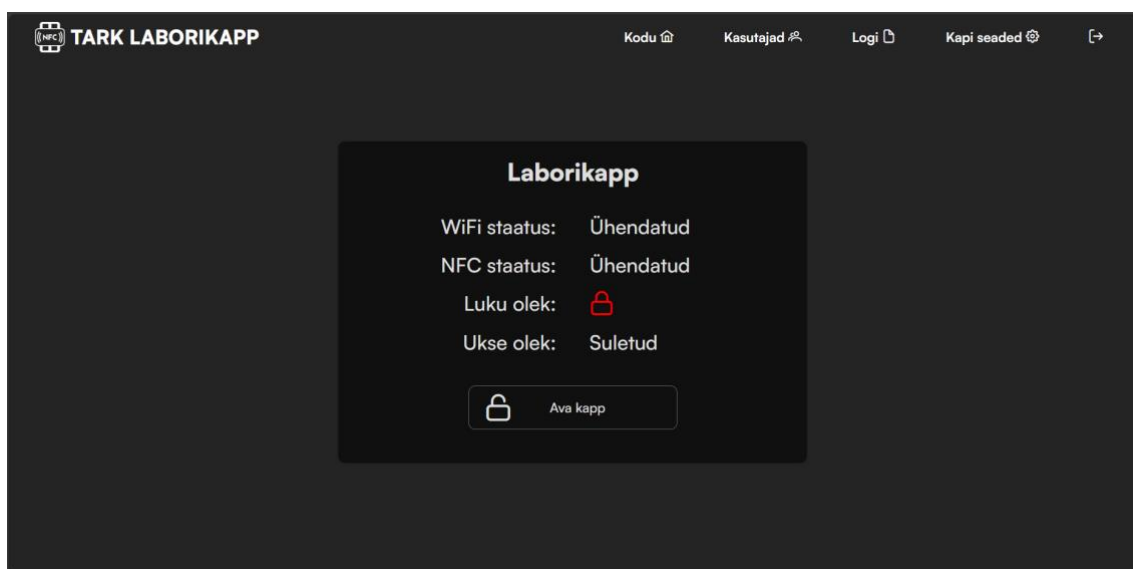 NFC TARK LABORIKAPP Kodu Kasutajad Logi Kapi seaded
Laborikapp
WiFi staatus: Ühendatud
NFC staatus: Ühendatud
Luku olek:
Ukse olek: Suletud
Ava kapp